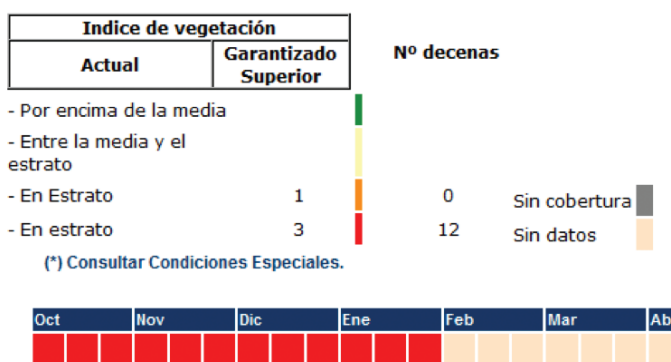 Indice de vegetación
Actual Garantizado Superior Nº decenas
- Por encima de la media
- Entre la media y el
estrato
- En Estrato 1 0 Sin cobertura
- En estrato 3 12 Sin datos
(*) Consultar Condiciones Especiales.
Oct Nov Dic Ene Feb Mar Ab